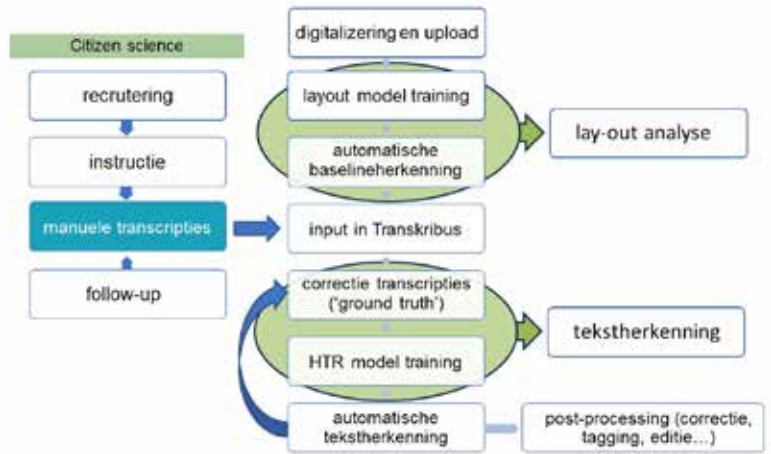 Citizen science
recrutering
instructie
manuele transcripties
follow-up
digitalizering en upload
layout model training
automatische
baselineherkenning
input in Transkribus
correctie transcripties
('ground truth')
HTR model training
automatische
tekstherkenning
lay-out analyse
tekstherkenning
post-processing (correctie,
tagging, editie…)